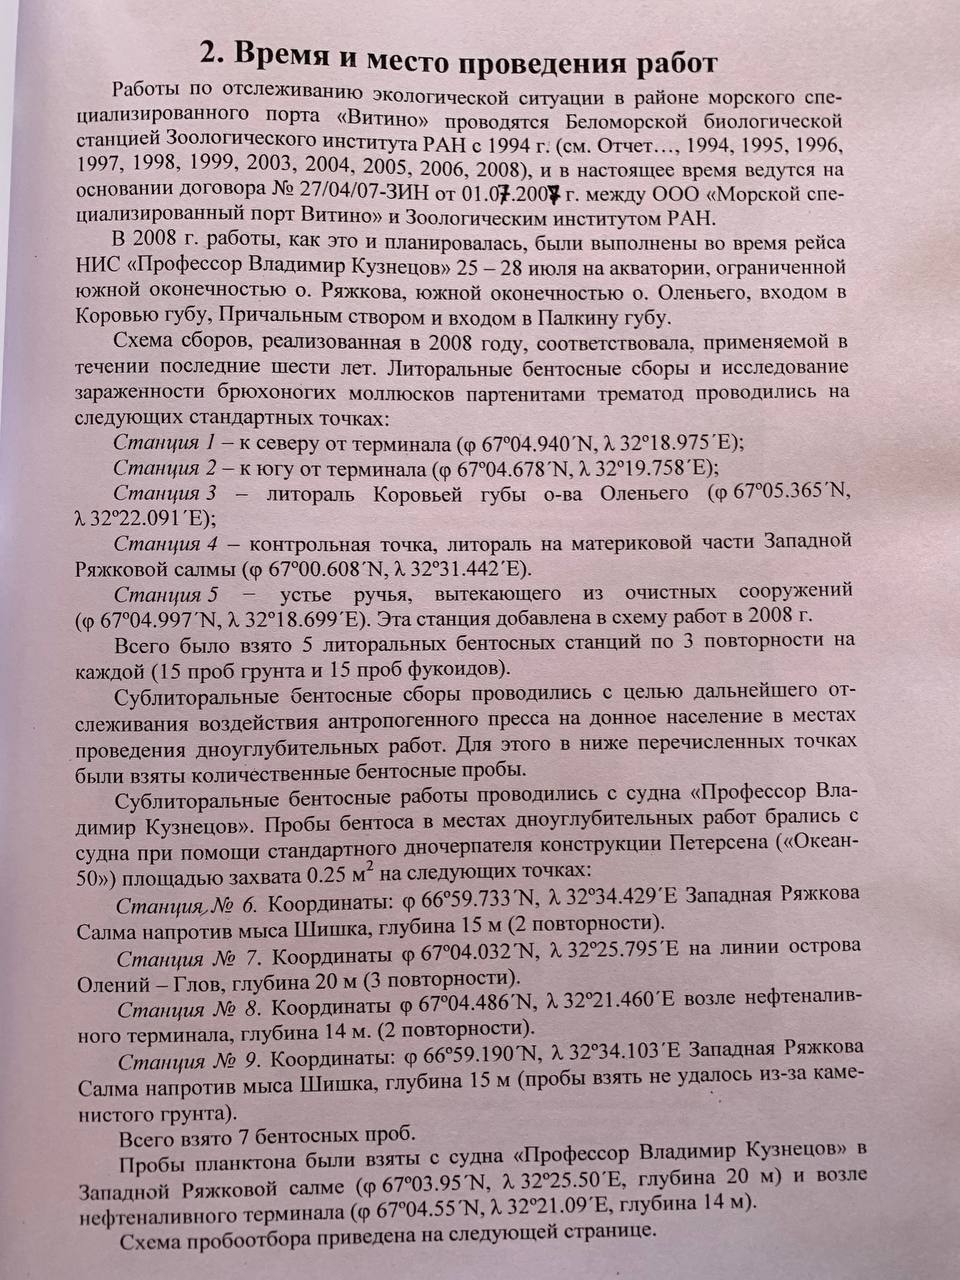 2. Время и место проведения работ
Работы по отслеживанию экологической ситуации в районе морского спе-
циализированного порта «Витино» проводятся Беломорской биологической
станцией Зоологического института РАН с 1994 г. (см. Отчет…, 1994, 1995, 1996,
1997, 1998, 1999, 2003, 2004, 2005, 2006, 2008), и в настоящее время ведутся на
основании договора № 27/04/07-ЗИН от 01.07.2007 г. между ООО «Морской спе-
циализированный порт Витино» и Зоологическим институтом РАН.
В 2008 г. работы, как это и планировалась, были выполнены во время рейса
НИС «Профессор Владимир Кузнецов» 25 – 28 июля на акватории, ограниченной
южной оконечностью о. Ряжкова, южной оконечностью о. Оленьего, входом в
Коровью губу, Причальным створом и входом в Палкину губу.
Схема сборов, реализованная в 2008 году, соответствовала, применяемой в
течении последние шести лет. Литоральные бентосные сборы и исследование
зараженности брюхоногих моллюсков партенитами трематод проводились на
следующих стандартных точках:
Станция 1 – к северу от терминала (φ 67º04.940´N, λ 32º18.975´E);
Станция 2 – к югу от терминала (φ 67º04.678´N, λ 32º19.758´E);
Станция 3 – литораль Коровьей губы о-ва Оленьего (φ 67º05.365´N,
λ 32º22.091´E);
Станция 4 – контрольная точка, литораль на материковой части Западной
Ряжковой салмы (φ 67º00.608´N, λ 32º31.442´E).
Станция 5 – устье ручья, вытекающего из очистных сооружений
(φ 67º04.997´N, λ 32º18.699´E). Эта станция добавлена в схему работ в 2008 г.
Всего было взято 5 литоральных бентосных станций по 3 повторности на
каждой (15 проб грунта и 15 проб фукоидов).
Сублиторальные бентосные сборы проводились с целью дальнейшего от-
слеживания воздействия антропогенного пресса на донное население в местах
проведения дноуглубительных работ. Для этого в ниже перечисленных точках
были взяты количественные бентосные пробы.
Сублиторальные бентосные работы проводились с судна «Профессор Вла-
димир Кузнецов». Пробы бентоса в местах дноуглубительных работ брались с
судна при помощи стандартного дночерпателя конструкции Петерсена («Океан-
50») площадью захвата 0.25 м² на следующих точках:
Станция № 6. Координаты: φ 66º59.733´N, λ 32º34.429´E Западная Ряжкова
Салма напротив мыса Шишка, глубина 15 м (2 повторности).
Станция № 7. Координаты φ 67º04.032´N, λ 32º25.795´E на линии острова
Олений – Глов, глубина 20 м (3 повторности).
Станция № 8. Координаты φ 67º04.486´N, λ 32º21.460´E возле нефтеналив-
ного терминала, глубина 14 м. (2 повторности).
Станция № 9. Координаты: φ 66º59.190´N, λ 32º34.103´E Западная Ряжкова
Салма напротив мыса Шишка, глубина 15 м (пробы взять не удалось из-за каме-
нистого грунта).
Всего взято 7 бентосных проб.
Пробы планктона были взяты с судна «Профессор Владимир Кузнецов» в
Западной Ряжковой салме (φ 67º03.95´N, λ 32º25.50´E, глубина 20 м) и возле
нефтеналивного терминала (φ 67º04.55´N, λ 32º21.09´E, глубина 14 м).
Схема пробоотбора приведена на следующей странице.